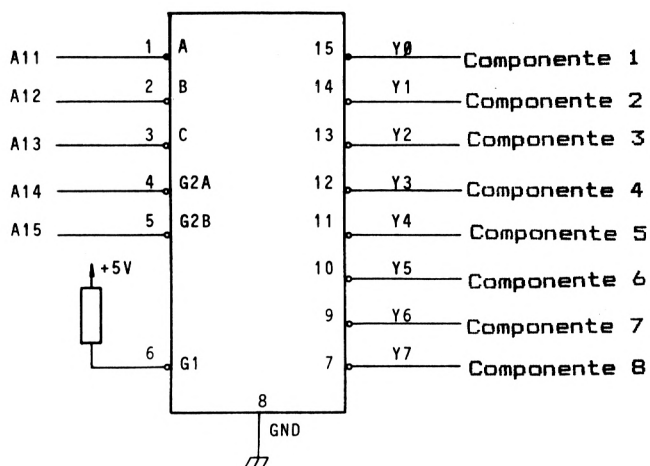 A11 1 A 15 Y0 Componente 1
A12 2 B 14 Y1 Componente 2
A13 3 C 13 Y2 Componente 3
A14 4 G2A 12 Y3 Componente 4
A15 5 G2B 11 Y4 Componente 5
+5V 10 Y5 Componente 6
9 Y6 Componente 7
6 G1 7 Y7 Componente 8
8
GND